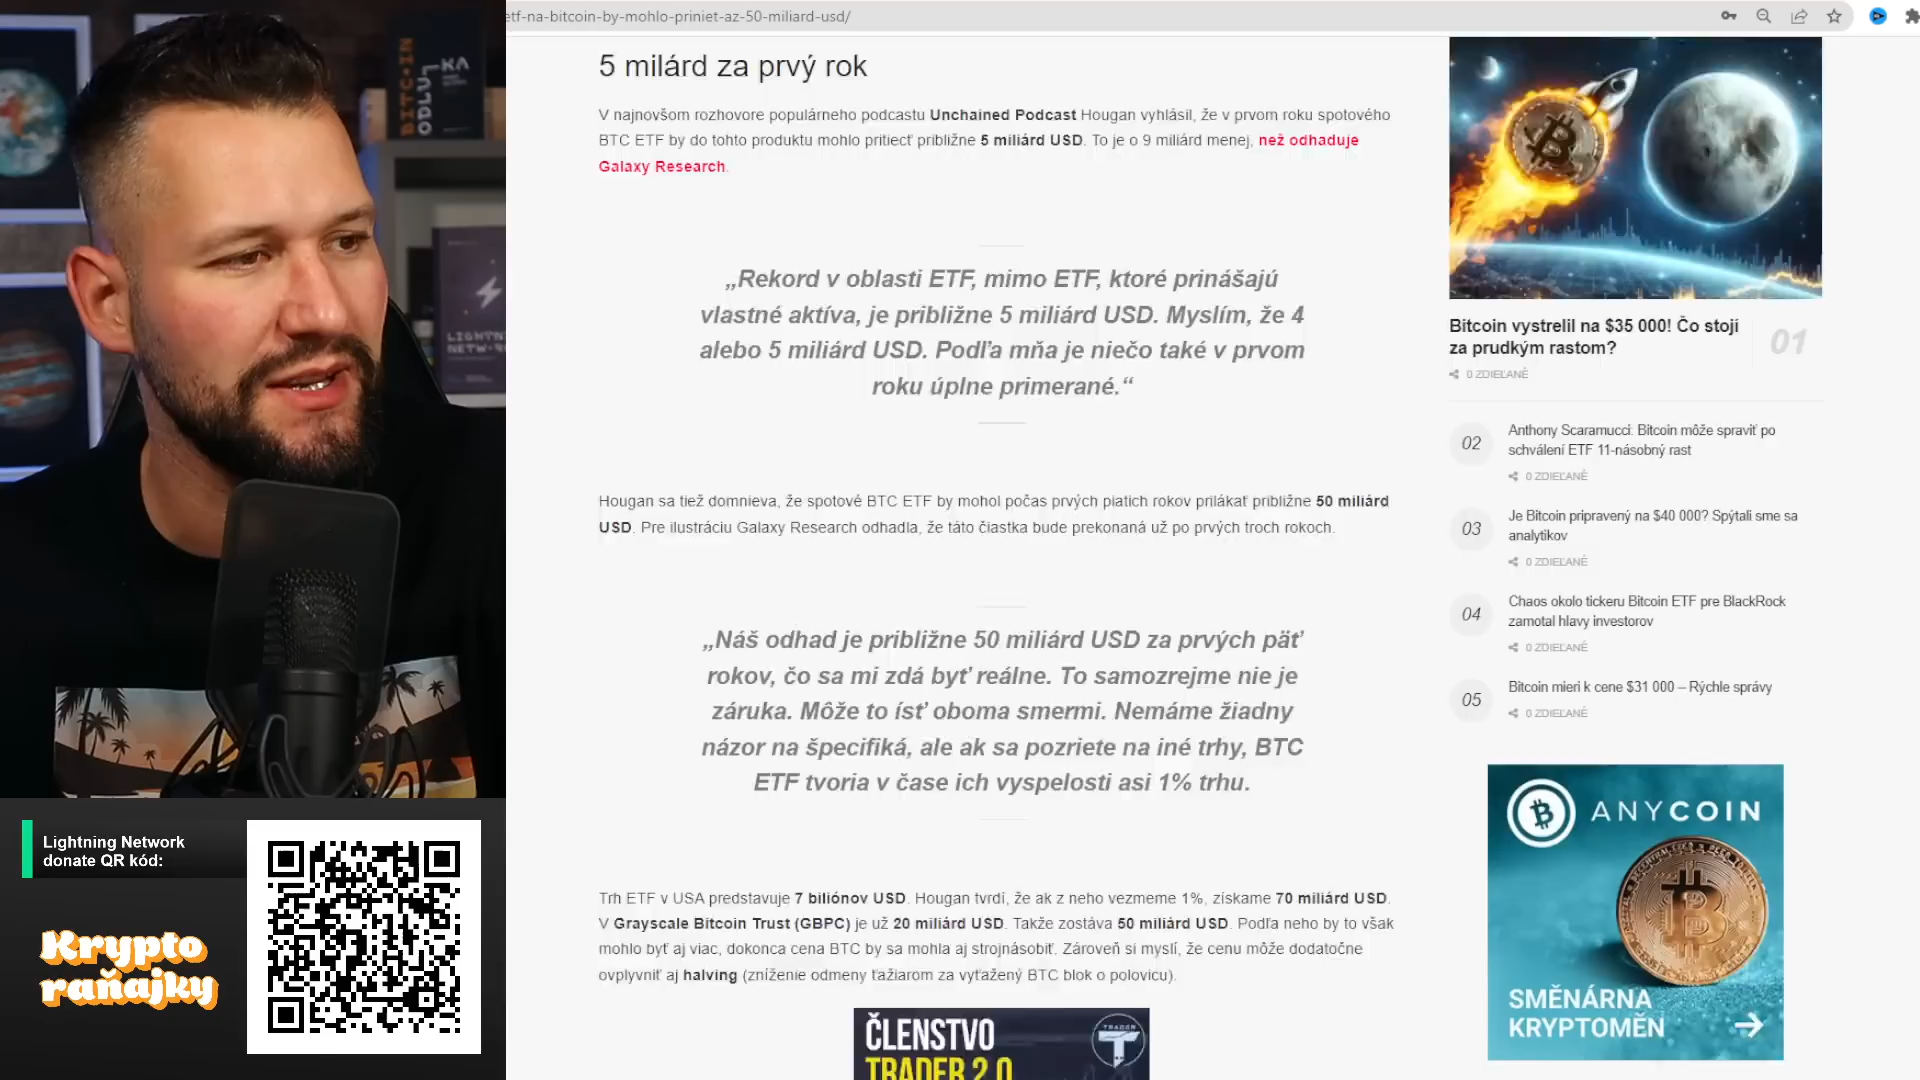 etf-na-bitcoin-by-mohlo-priniet-az-50-miliard-usd/
5 milárd za prvý rok
V najnovšom rozhovore populárneho podcastu Unchained Podcast Hougan vyhlásil, že v prvom roku spotového
BTC ETF by do tohto produktu mohlo pritiecť približne 5 miliárd USD. To je o 9 miliárd menej, než odhaduje
Galaxy Research.
„Rekord v oblasti ETF, mimo ETF, ktoré prinášajú
vlastné aktíva, je približne 5 miliárd USD. Myslím, že 4
alebo 5 miliárd USD. Podľa mňa je niečo také v prvom
roku úplne primerané.“
Hougan sa tiež domnieva, že spotové BTC ETF by mohol počas prvých piatich rokov prilákať približne 50 miliárd
USD. Pre ilustráciu Galaxy Research odhadla, že táto čiastka bude prekonaná už po prvých troch rokoch.
„Náš odhad je približne 50 miliárd USD za prvých päť
rokov, čo sa mi zdá byť reálne. To samozrejme nie je
záruka. Môže to ísť oboma smermi. Nemáme žiadny
názor na špecifiká, ale ak sa pozriete na iné trhy, BTC
ETF tvoria v čase ich vyspelosti asi 1% trhu.
Trh ETF v USA predstavuje 7 biliónov USD. Hougan tvrdí, že ak z neho vezmeme 1%, získame 70 miliárd USD.
V Grayscale Bitcoin Trust (GBPC) je už 20 miliárd USD. Takže zostáva 50 miliárd USD. Podľa neho by to však
mohlo byť aj viac, dokonca cena BTC by sa mohla aj strojnásobiť. Zároveň si myslí, že cenu môže dodatočne
ovplyvniť aj halving (zníženie odmeny ťažiarom za vyťažený BTC blok o polovicu).
ČLENSTVO
TRADER 2.0
TRADER
Bitcoin vystrelil na $35 000! Čo stojí
za prudkým rastom?
01
0 ZDIEĽANÉ
02
Anthony Scaramucci: Bitcoin môže spraviť po
schválení ETF 11-násobný rast
0 ZDIEĽANÉ
03
Je Bitcoin pripravený na $40 000? Spýtali sme sa
analytikov
0 ZDIEĽANÉ
04
Chaos okolo tickeru Bitcoin ETF pre BlackRock
zamotal hlavy investorov
0 ZDIEĽANÉ
05
Bitcoin mieri k cene $31 000 – Rýchle správy
0 ZDIEĽANÉ
ANYCOIN
SMĚNÁRNA
KRYPTOMĚN
BITCOIN
ODLUKA
LIGHTNING
Lightning Network
donate QR kód:
Krypto
raňajky